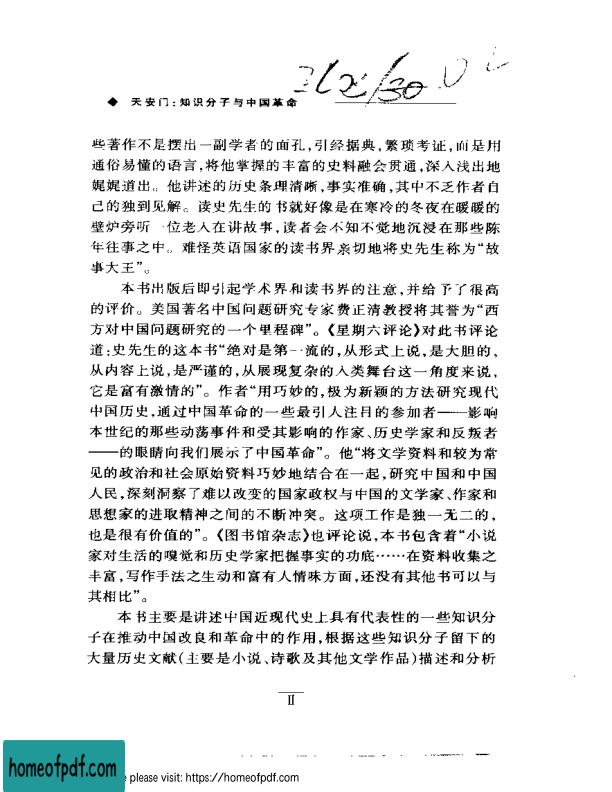 ◆ 天安门:知识分子与中国革命
些著作不是摆出一副学者的面孔,引经据典,繁琐考证,而是用
通俗易懂的语言,将他掌握的丰富的史料融会贯通,深入浅出地
娓娓道出。他讲述的历史条理清晰,事实准确,其中不乏作者自
己的独到见解。读史先生的书就好像是在寒冷的冬夜在暖暖的
壁炉旁听一位老人在讲故事,读者会不知不觉地沉浸在那些陈
年往事之中。难怪英语国家的读书界亲切地将史先生称为“故
事大王”。
本书出版后即引起学术界和读书界的注意,并给予了很高
的评价。美国著名中国问题研究专家费正清教授将其誉为“西
方对中国问题研究的一个里程碑”。《星期六评论》对此书评论
道:史先生的这本书“绝对是第一流的,从形式上说,是大胆的,
从内容上说,是严谨的,从展现复杂的人类舞台这一角度来说,
它是富有激情的”。作者“用巧妙的,极为新颖的方法研究现代
中国历史,通过中国革命的一些最引人注目的参加者——影响
本世纪的那些动荡事件和受其影响的作家、历史学家和反叛者
——的眼睛向我们展示了中国革命”。他“将文学资料和较为常
见的政治和社会原始资料巧妙地结合在一起,研究中国和中国
人民,深刻洞察了难以改变的国家政权与中国的文学家、作家和
思想家的进取精神之间的不断冲突。这项工作是独一无二的,
也是很有价值的”。《图书馆杂志》也评论说,本书包含着“小说
家对生活的嗅觉和历史学家把握事实的功底……在资料收集之
丰富,写作手法之生动和富有人情味方面,还没有其他书可以与
其相比”。
本书主要是讲述中国近现代史上具有代表性的一些知识分
子在推动中国改良和革命中的作用,根据这些知识分子留下的
大量历史文献(主要是小说、诗歌及其他文学作品)描述和分析
II
homeofpdf.com
please visit: https://homeofpdf.com